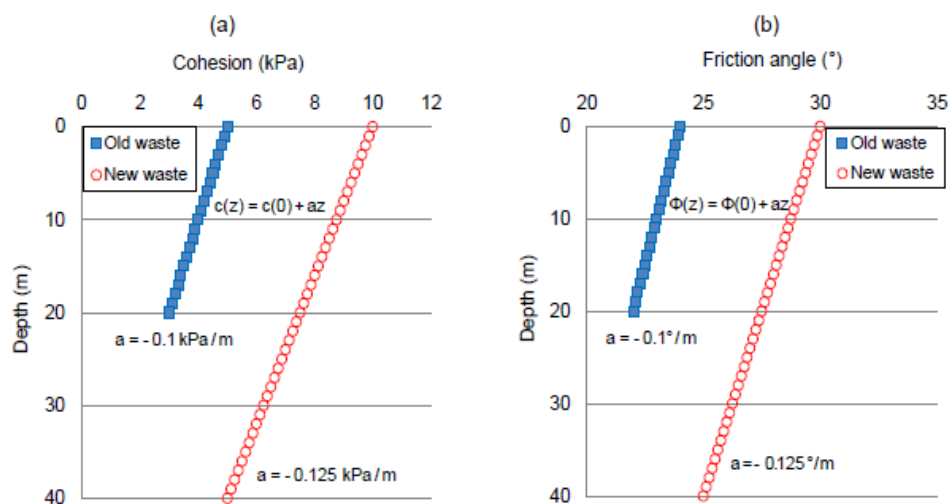 (a)
Cohesion (kPa)
0 2 4 6 8 10 12
0
10
20
30
40
Depth (m)
Old waste
New waste
c(z) = c(0) + az
a = - 0.1 kPa / m
a = - 0.125 kPa / m
(b)
Friction angle (°)
20 25 30 35
0
10
20
30
40
Depth (m)
Old waste
New waste
Φ(z) = Φ(0) + az
a = - 0.1° / m
a = - 0.125°/m